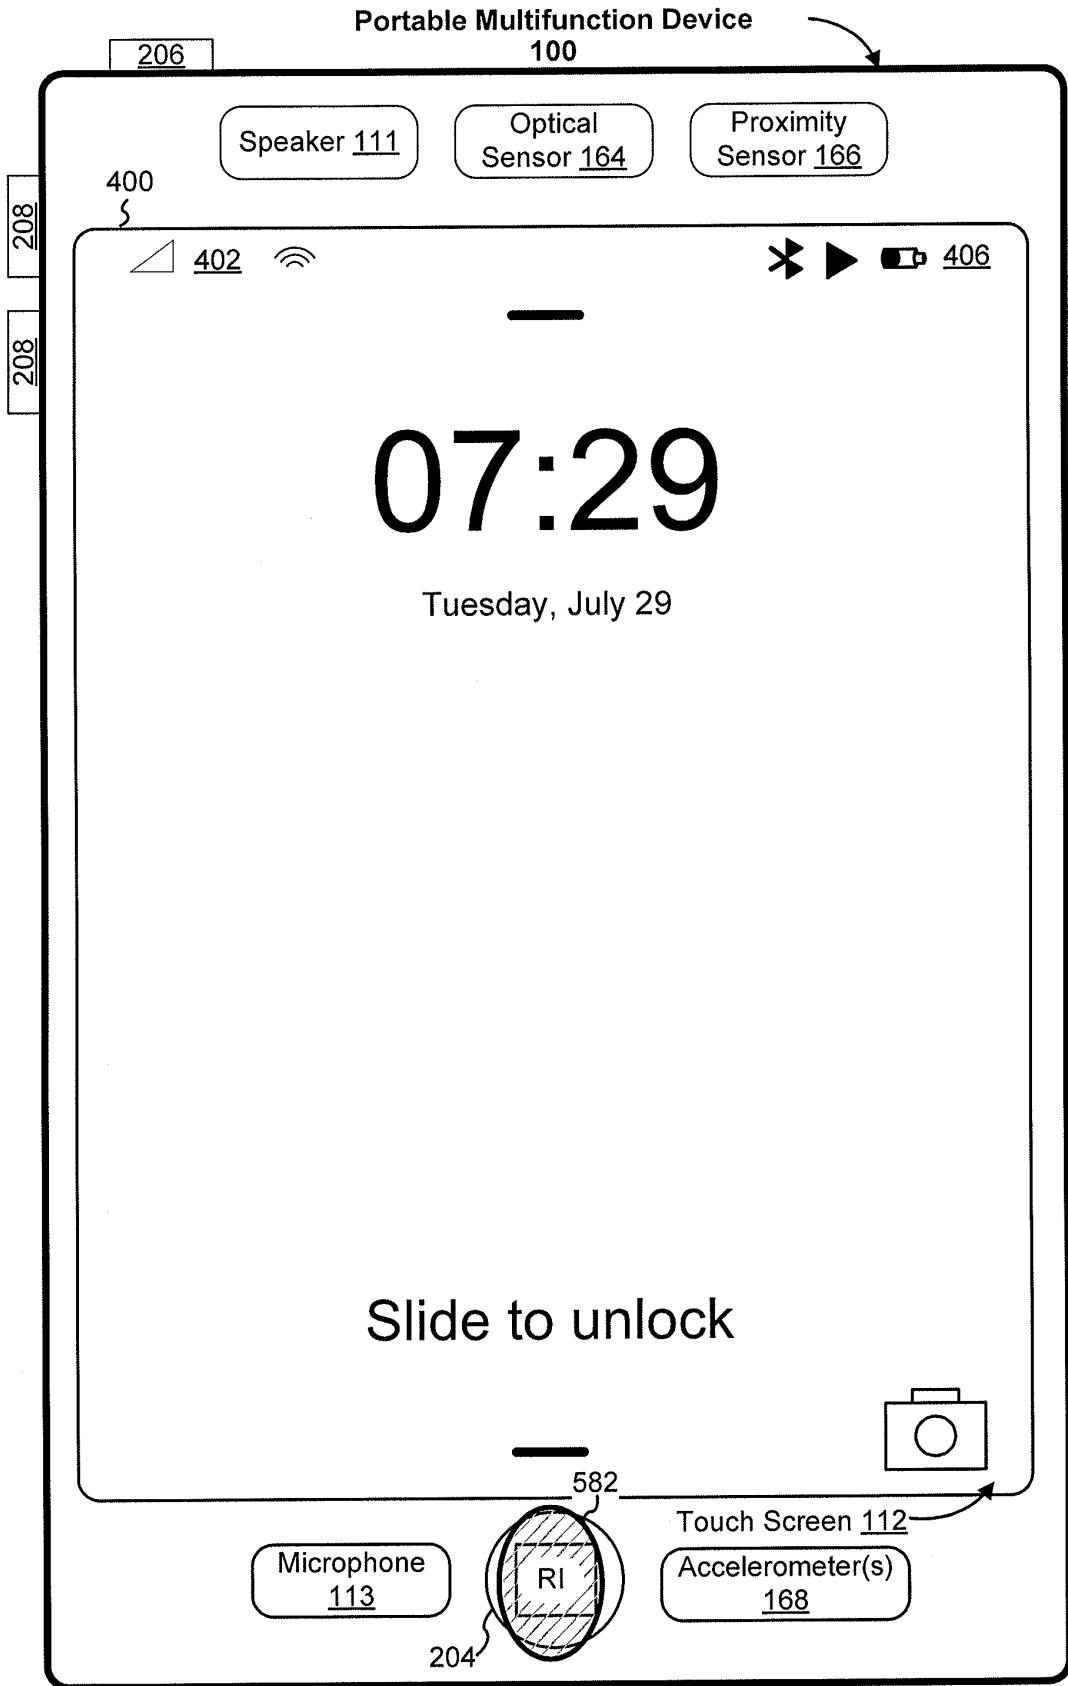 Portable Multifunction Device
100
206
Speaker 111
Optical
Sensor 164
Proximity
Sensor 166
208
400
402
406
208
07:29
Tuesday, July 29
Slide to unlock
582
Touch Screen 112
Microphone
113
RI
Accelerometer(s)
168
204